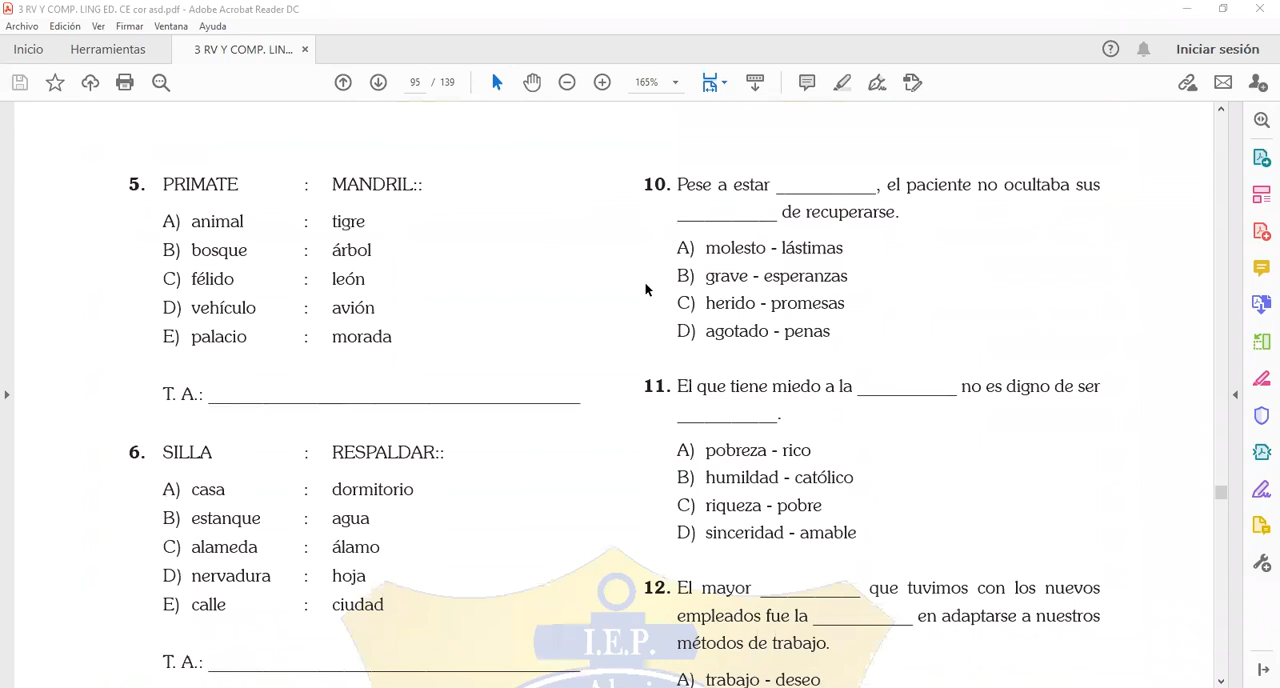 3 RV Y COMP. LING ED. CE cor asd.pdf - Adobe Acrobat Reader DC
Archivo Edición Ver Firmar Ventana Ayuda
Inicio Herramientas 3 RV Y COMP. LIN... × Iniciar sesión
95 / 139 165%
5. PRIMATE : MANDRIL::
A) animal : tigre
B) bosque : árbol
C) félido : león
D) vehículo : avión
E) palacio : morada
T. A.: ____________
6. SILLA : RESPALDAR::
A) casa : dormitorio
B) estanque : agua
C) alameda : álamo
D) nervadura : hoja
E) calle : ciudad
T. A.: ____________
10. Pese a estar ___________, el paciente no ocultaba sus
___________ de recuperarse.
A) molesto - lástimas
B) grave - esperanzas
C) herido - promesas
D) agotado - penas
11. El que tiene miedo a la ___________ no es digno de ser
___________.
A) pobreza - rico
B) humildad - católico
C) riqueza - pobre
D) sinceridad - amable
12. El mayor ___________ que tuvimos con los nuevos
empleados fue la ___________ en adaptarse a nuestros
métodos de trabajo.
A) trabajo - deseo
I.E.P.